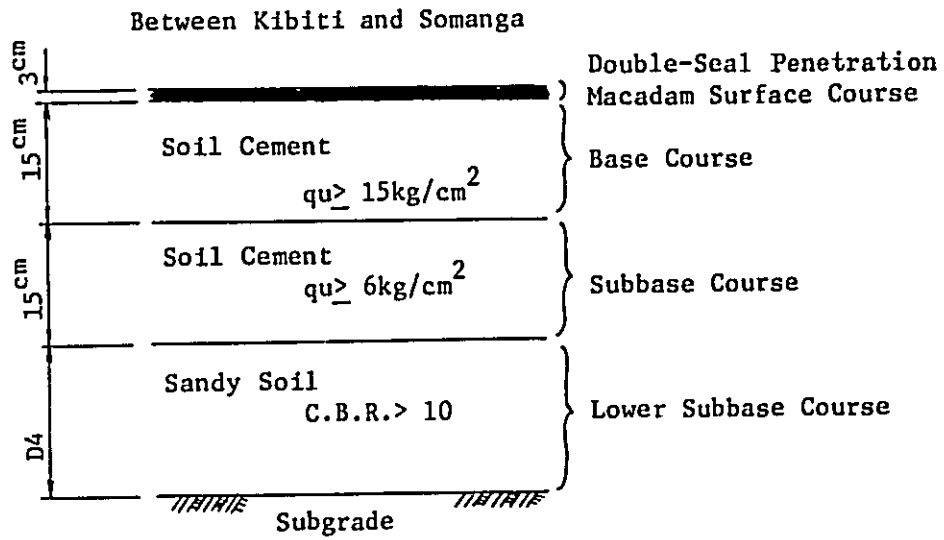 Between Kibiti and Somanga
3cm
Double-Seal Penetration
Macadam Surface Course
15cm
Soil Cement
qu≥ 15kg/cm2
Base Course
15cm
Soil Cement
qu≥ 6kg/cm2
Subbase Course
D4
Sandy Soil
C.B.R.> 10
Lower Subbase Course
Subgrade